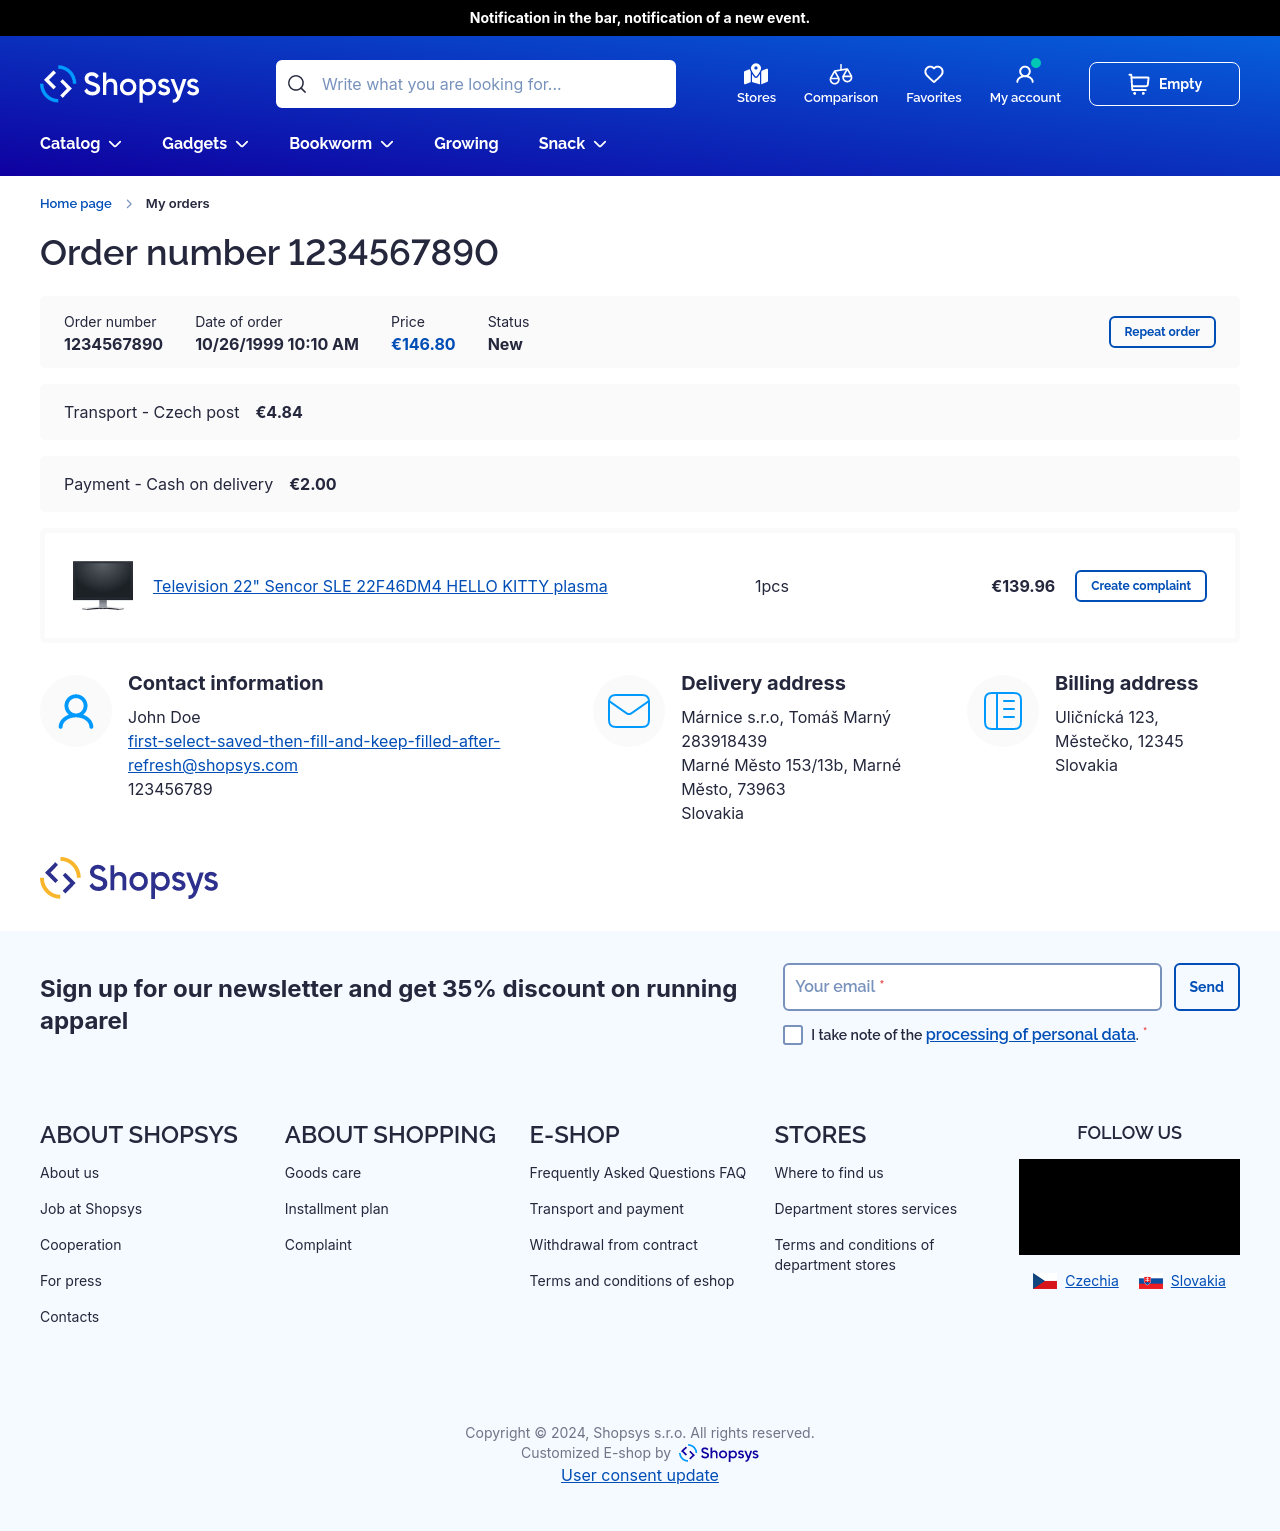 Notification in the bar, notification of a new event.
Shopsys
Write what you are looking for...
Stores
Comparison
Favorites
My account
Empty
Catalog
Gadgets
Bookworm
Growing
Snack
Home page
My orders
Order number 1234567890
Order number
1234567890
Date of order
10/26/1999 10:10 AM
Price
€146.80
Status
New
Repeat order
Transport - Czech post €4.84
Payment - Cash on delivery €2.00
Television 22" Sencor SLE 22F46DM4 HELLO KITTY plasma
1pcs
€139.96
Create complaint
Contact information
John Doe
first-select-saved-then-fill-and-keep-filled-after-
refresh@shopsys.com
123456789
Delivery address
Márnice s.r.o, Tomáš Marný
283918439
Marné Město 153/13b, Marné
Město, 73963
Slovakia
Billing address
Uličnícká 123,
Městečko, 12345
Slovakia
Shopsys
Sign up for our newsletter and get 35% discount on running
apparel
Your email *
Send
I take note of the processing of personal data. *
ABOUT SHOPSYS
About us
Job at Shopsys
Cooperation
For press
Contacts
ABOUT SHOPPING
Goods care
Installment plan
Complaint
E-SHOP
Frequently Asked Questions FAQ
Transport and payment
Withdrawal from contract
Terms and conditions of eshop
STORES
Where to find us
Department stores services
Terms and conditions of
department stores
FOLLOW US
Czechia
Slovakia
Copyright © 2024, Shopsys s.r.o. All rights reserved.
Customized E-shop by Shopsys
User consent update